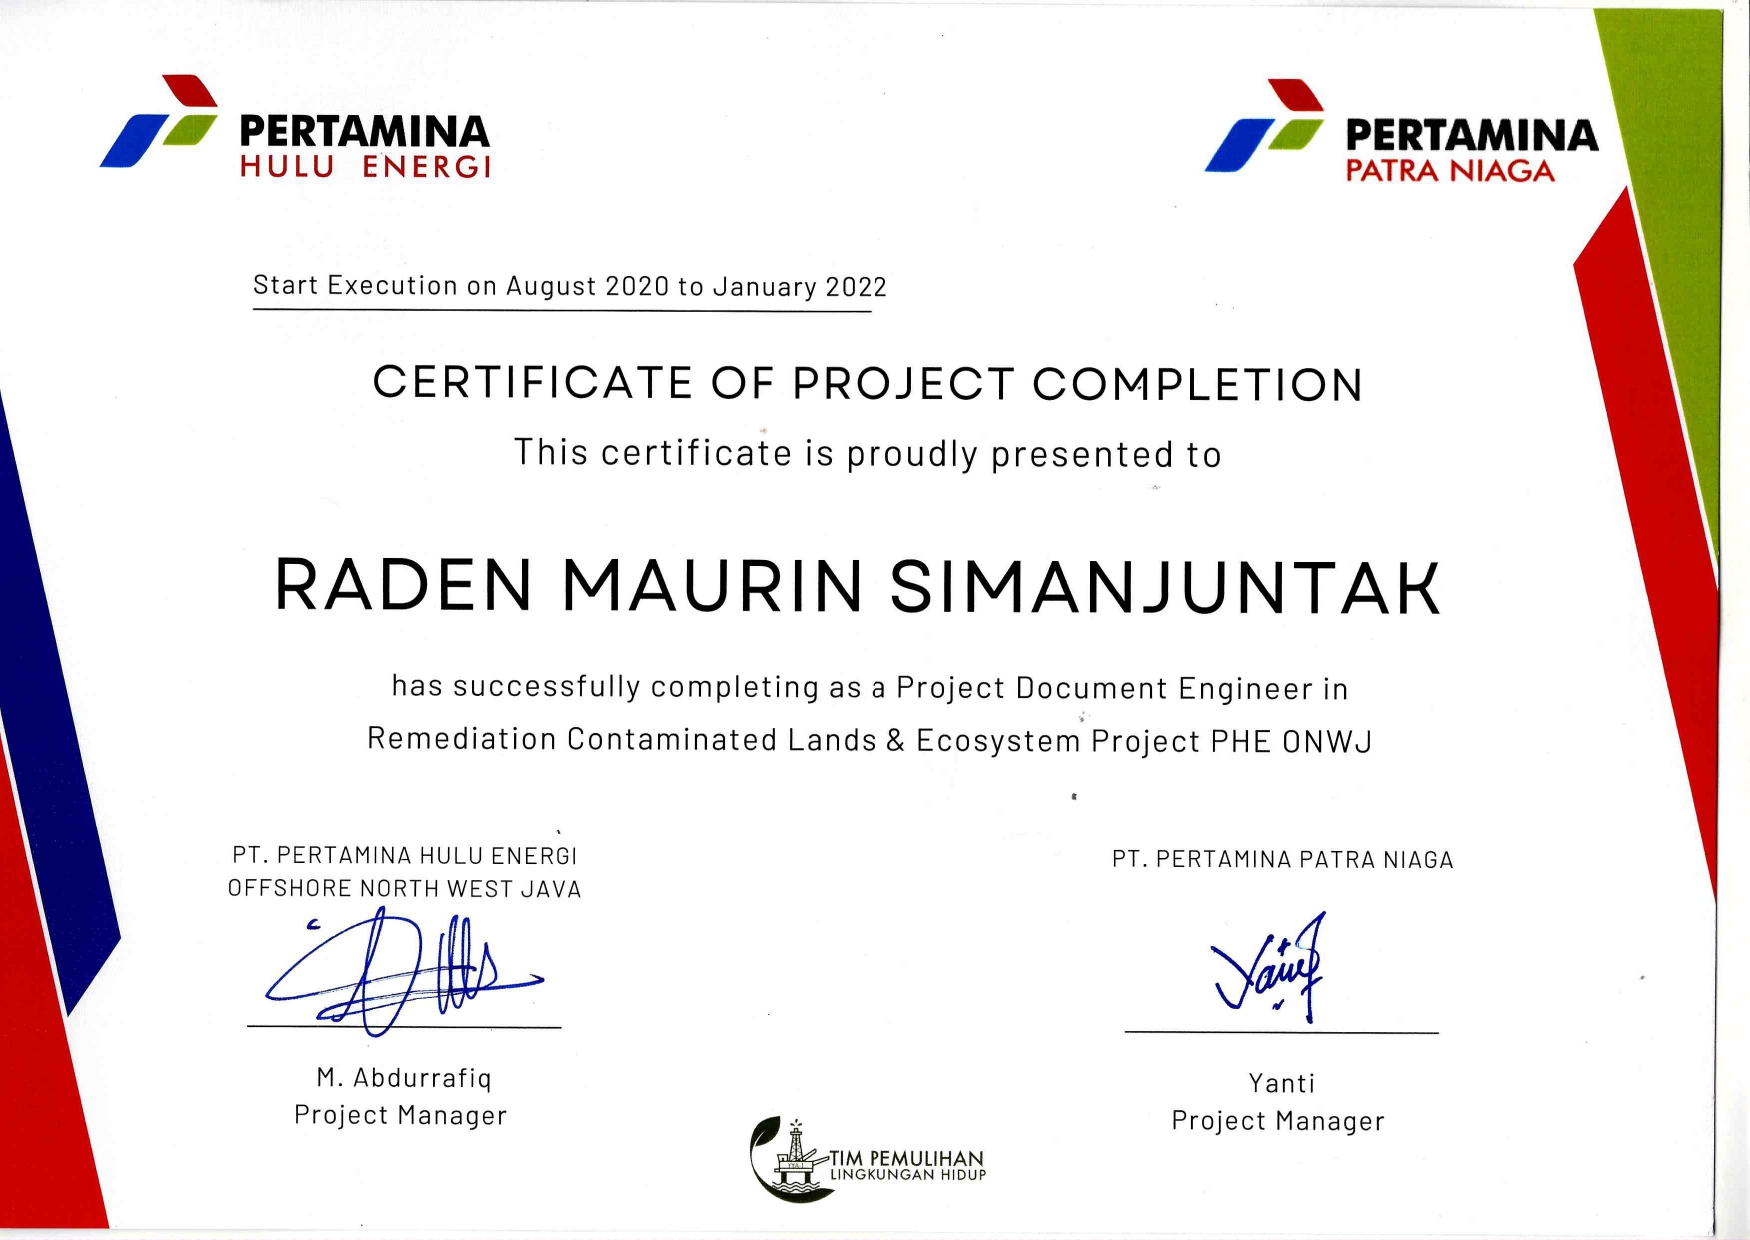 PERTAMINA
HULU ENERGI
PERTAMINA
PATRA NIAGA
Start Execution on August 2020 to January 2022
CERTIFICATE OF PROJECT COMPLETION
This certificate is proudly presented to
RADEN MAURIN SIMANJUNTAK
has successfully completing as a Project Document Engineer in
Remediation Contaminated Lands & Ecosystem Project PHE ONWJ
PT. PERTAMINA HULU ENERGI
OFFSHORE NORTH WEST JAVA
M. Abdurrafiq
Project Manager
PT. PERTAMINA PATRA NIAGA
Yanti
Project Manager
TIM PEMULIHAN
LINGKUNGAN HIDUP